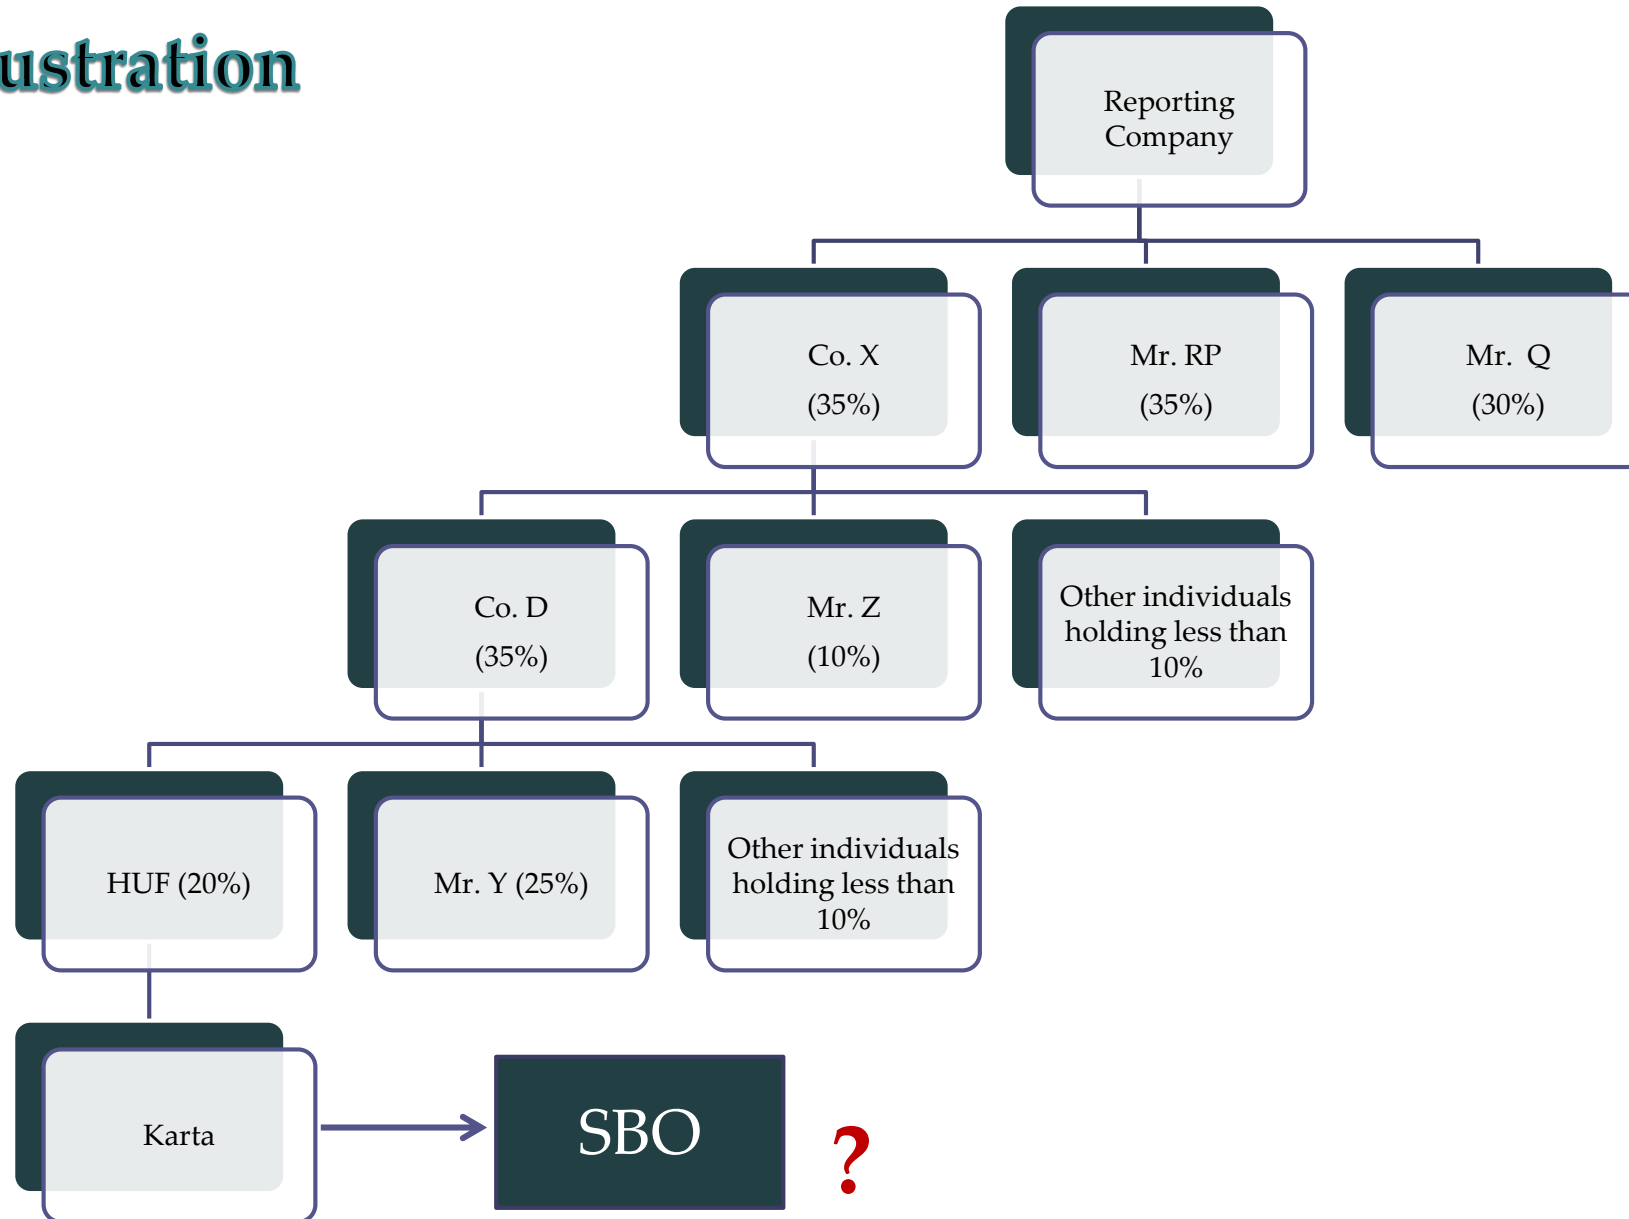 ustration
Reporting
Company
Co. X
(35%)
Mr. RP
(35%)
Mr. Q
(30%)
Co. D
(35%)
Mr. Z
(10%)
Other individuals
holding less than
10%
HUF (20%)
Mr. Y (25%)
Other individuals
holding less than
10%
Karta
SBO
?